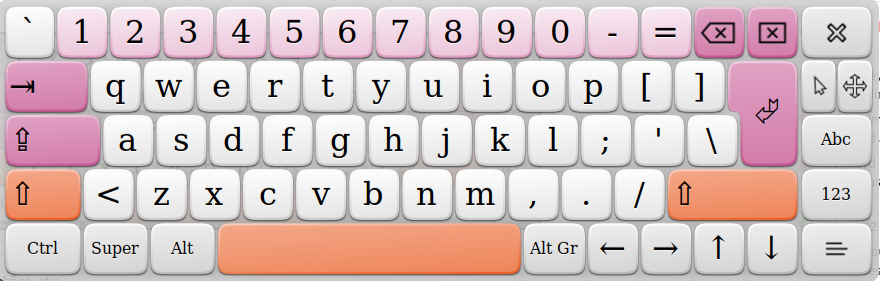 ` 1 2 3 4 5 6 7 8 9 0 - =
q w e r t y u i o p [ ]
a s d f g h j k l ; ' \ Abc
< z x c v b n m , . / 123
Ctrl Super Alt Alt Gr ← → ↑ ↓